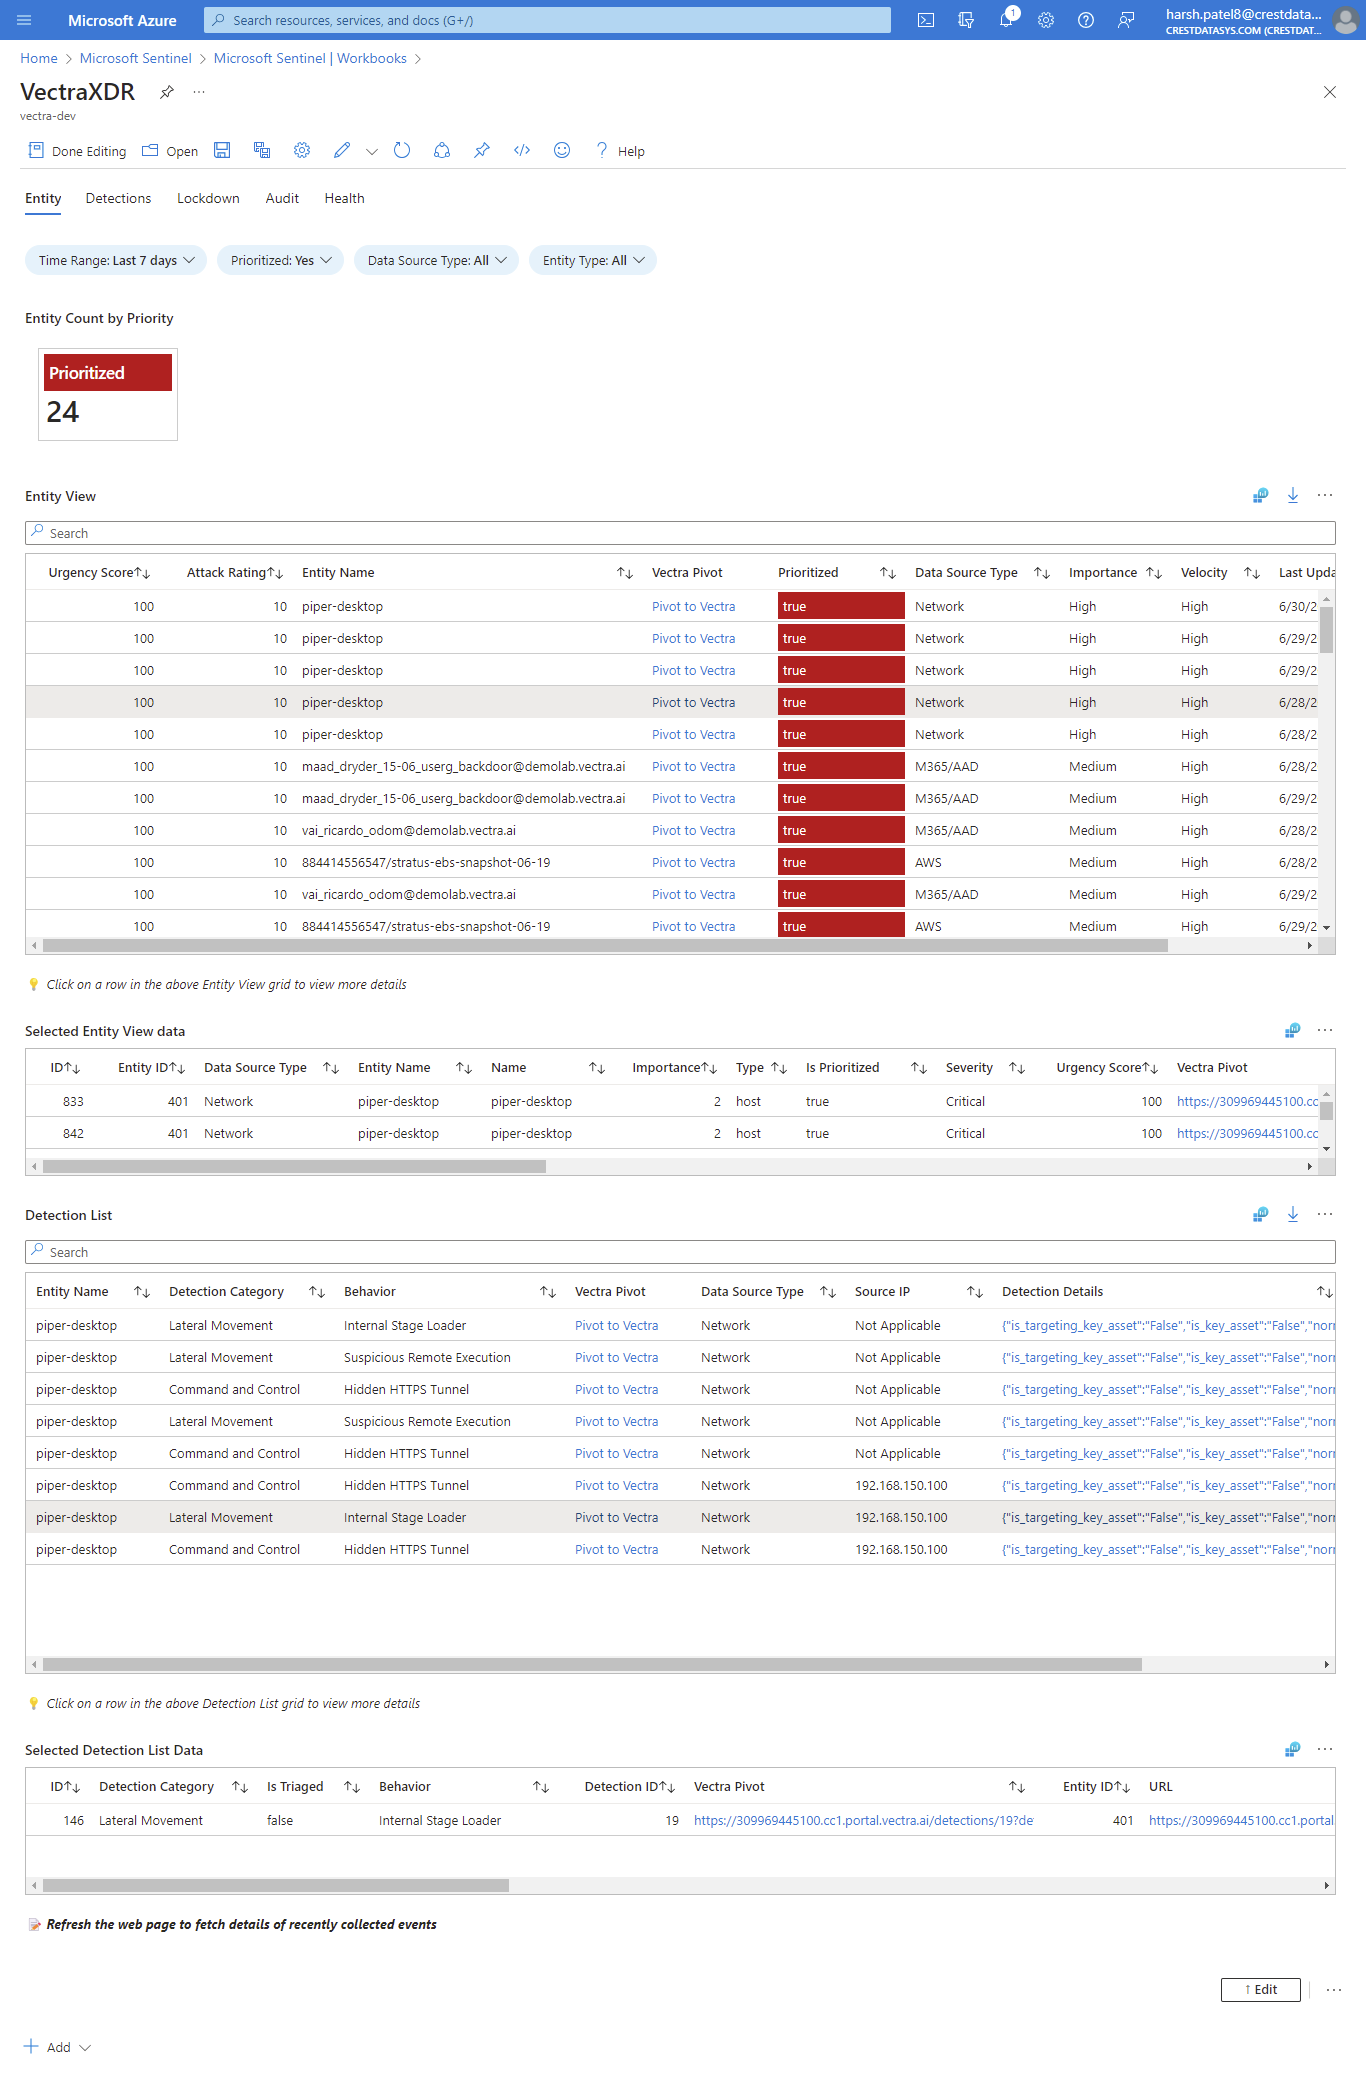 Microsoft Azure
Search resources, services, and docs (G+/)
1
harsh.patel8@crestdata...
CRESTDATASYS.COM (CRESTDAT...
Home > Microsoft Sentinel > Microsoft Sentinel | Workbooks >
VectraXDR
vectra-dev
Done Editing Open Help
Entity Detections Lockdown Audit Health
Time Range: Last 7 days Prioritized: Yes Data Source Type: All Entity Type: All
Entity Count by Priority
Prioritized
24
Entity View
Search
Urgency Score↑↓ Attack Rating↑↓ Entity Name ↑↓ Vectra Pivot Prioritized ↑↓ Data Source Type ↑↓ Importance ↑↓ Velocity ↑↓ Last Upda
100 10 piper-desktop Pivot to Vectra true Network High High 6/30/2
100 10 piper-desktop Pivot to Vectra true Network High High 6/29/2
100 10 piper-desktop Pivot to Vectra true Network High High 6/29/2
100 10 piper-desktop Pivot to Vectra true Network High High 6/28/2
100 10 piper-desktop Pivot to Vectra true Network High High 6/28/2
100 10 maad_dryder_15-06_userg_backdoor@demolab.vectra.ai Pivot to Vectra true M365/AAD Medium High 6/28/2
100 10 maad_dryder_15-06_userg_backdoor@demolab.vectra.ai Pivot to Vectra true M365/AAD Medium High 6/29/2
100 10 vai_ricardo_odom@demolab.vectra.ai Pivot to Vectra true M365/AAD Medium High 6/28/2
100 10 884414556547/stratus-ebs-snapshot-06-19 Pivot to Vectra true AWS Medium High 6/28/2
100 10 vai_ricardo_odom@demolab.vectra.ai Pivot to Vectra true M365/AAD Medium High 6/29/2
100 10 884414556547/stratus-ebs-snapshot-06-19 Pivot to Vectra true AWS Medium High 6/29/2
💡 Click on a row in the above Entity View grid to view more details
Selected Entity View data
ID↑↓ Entity ID↑↓ Data Source Type ↑↓ Entity Name ↑↓ Name ↑↓ Importance↑↓ Type ↑↓ Is Prioritized ↑↓ Severity ↑↓ Urgency Score↑↓ Vectra Pivot
833 401 Network piper-desktop piper-desktop 2 host true Critical 100 https://309969445100.cc
842 401 Network piper-desktop piper-desktop 2 host true Critical 100 https://309969445100.cc
Detection List
Search
Entity Name ↑↓ Detection Category ↑↓ Behavior ↑↓ Vectra Pivot Data Source Type ↑↓ Source IP ↑↓ Detection Details ↑↓
piper-desktop Lateral Movement Internal Stage Loader Pivot to Vectra Network Not Applicable {"is_targeting_key_asset":"False","is_key_asset":"False","norr
piper-desktop Lateral Movement Suspicious Remote Execution Pivot to Vectra Network Not Applicable {"is_targeting_key_asset":"False","is_key_asset":"False","norr
piper-desktop Command and Control Hidden HTTPS Tunnel Pivot to Vectra Network Not Applicable {"is_targeting_key_asset":"False","is_key_asset":"False","norr
piper-desktop Lateral Movement Suspicious Remote Execution Pivot to Vectra Network Not Applicable {"is_targeting_key_asset":"False","is_key_asset":"False","norr
piper-desktop Command and Control Hidden HTTPS Tunnel Pivot to Vectra Network Not Applicable {"is_targeting_key_asset":"False","is_key_asset":"False","norr
piper-desktop Command and Control Hidden HTTPS Tunnel Pivot to Vectra Network 192.168.150.100 {"is_targeting_key_asset":"False","is_key_asset":"False","norr
piper-desktop Lateral Movement Internal Stage Loader Pivot to Vectra Network 192.168.150.100 {"is_targeting_key_asset":"False","is_key_asset":"False","norr
piper-desktop Command and Control Hidden HTTPS Tunnel Pivot to Vectra Network 192.168.150.100 {"is_targeting_key_asset":"False","is_key_asset":"False","norr
💡 Click on a row in the above Detection List grid to view more details
Selected Detection List Data
ID↑↓ Detection Category ↑↓ Is Triaged ↑↓ Behavior ↑↓ Detection ID↑↓ Vectra Pivot ↑↓ Entity ID↑↓ URL
146 Lateral Movement false Internal Stage Loader 19 https://309969445100.cc1.portal.vectra.ai/detections/19?de 401 https://309969445100.cc1.portal
📝 Refresh the web page to fetch details of recently collected events
↑ Edit
+ Add